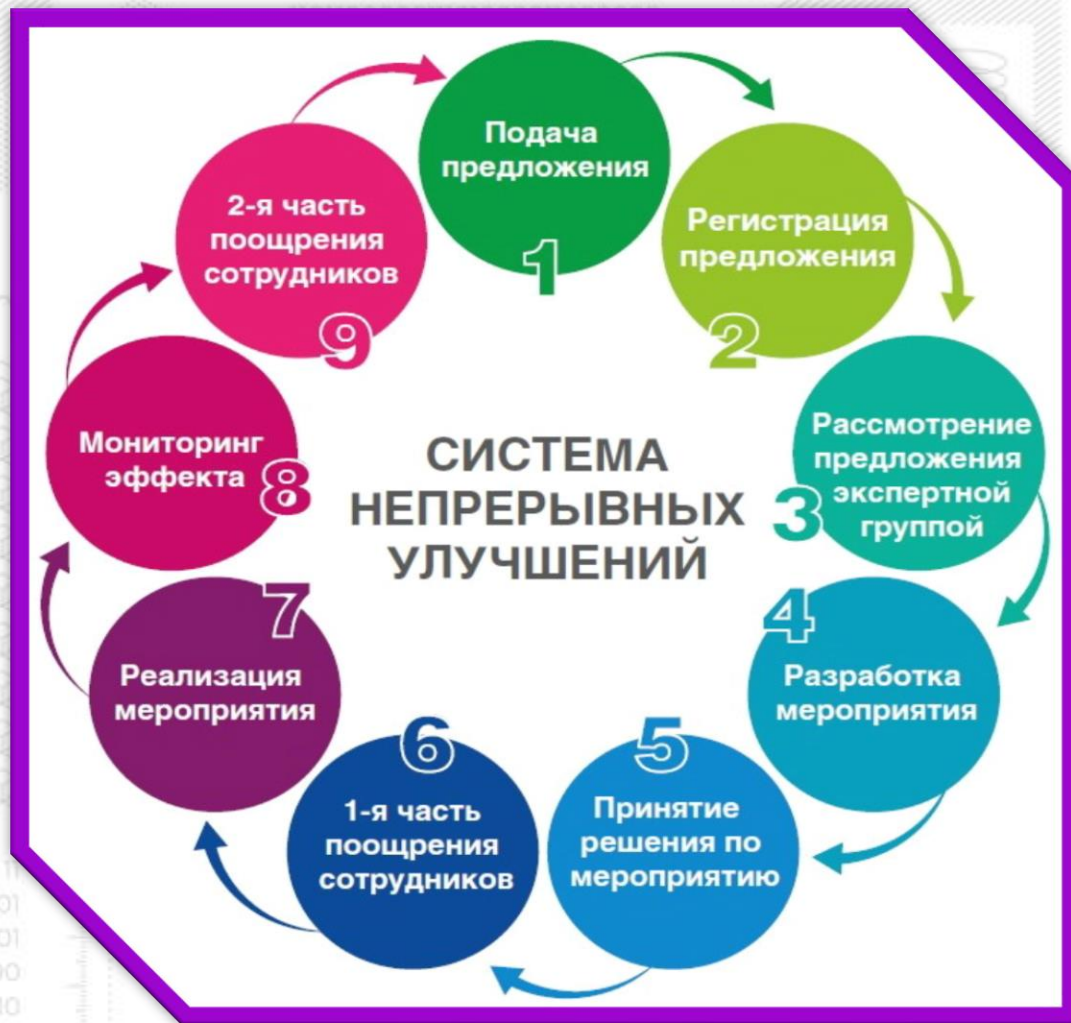 СИСТЕМА
НЕПРЕРЫВНЫХ
УЛУЧШЕНИЙ
Подача
предложения
1
Регистрация
предложения
2
Рассмотрение
предложения
экспертной
группой
3
4
Разработка
мероприятия
5
Принятие
решения по
мероприятию
6
1-я часть
поощрения
сотрудников
7
Реализация
мероприятия
Мониторинг
эффекта
8
2-я часть
поощрения
сотрудников
9